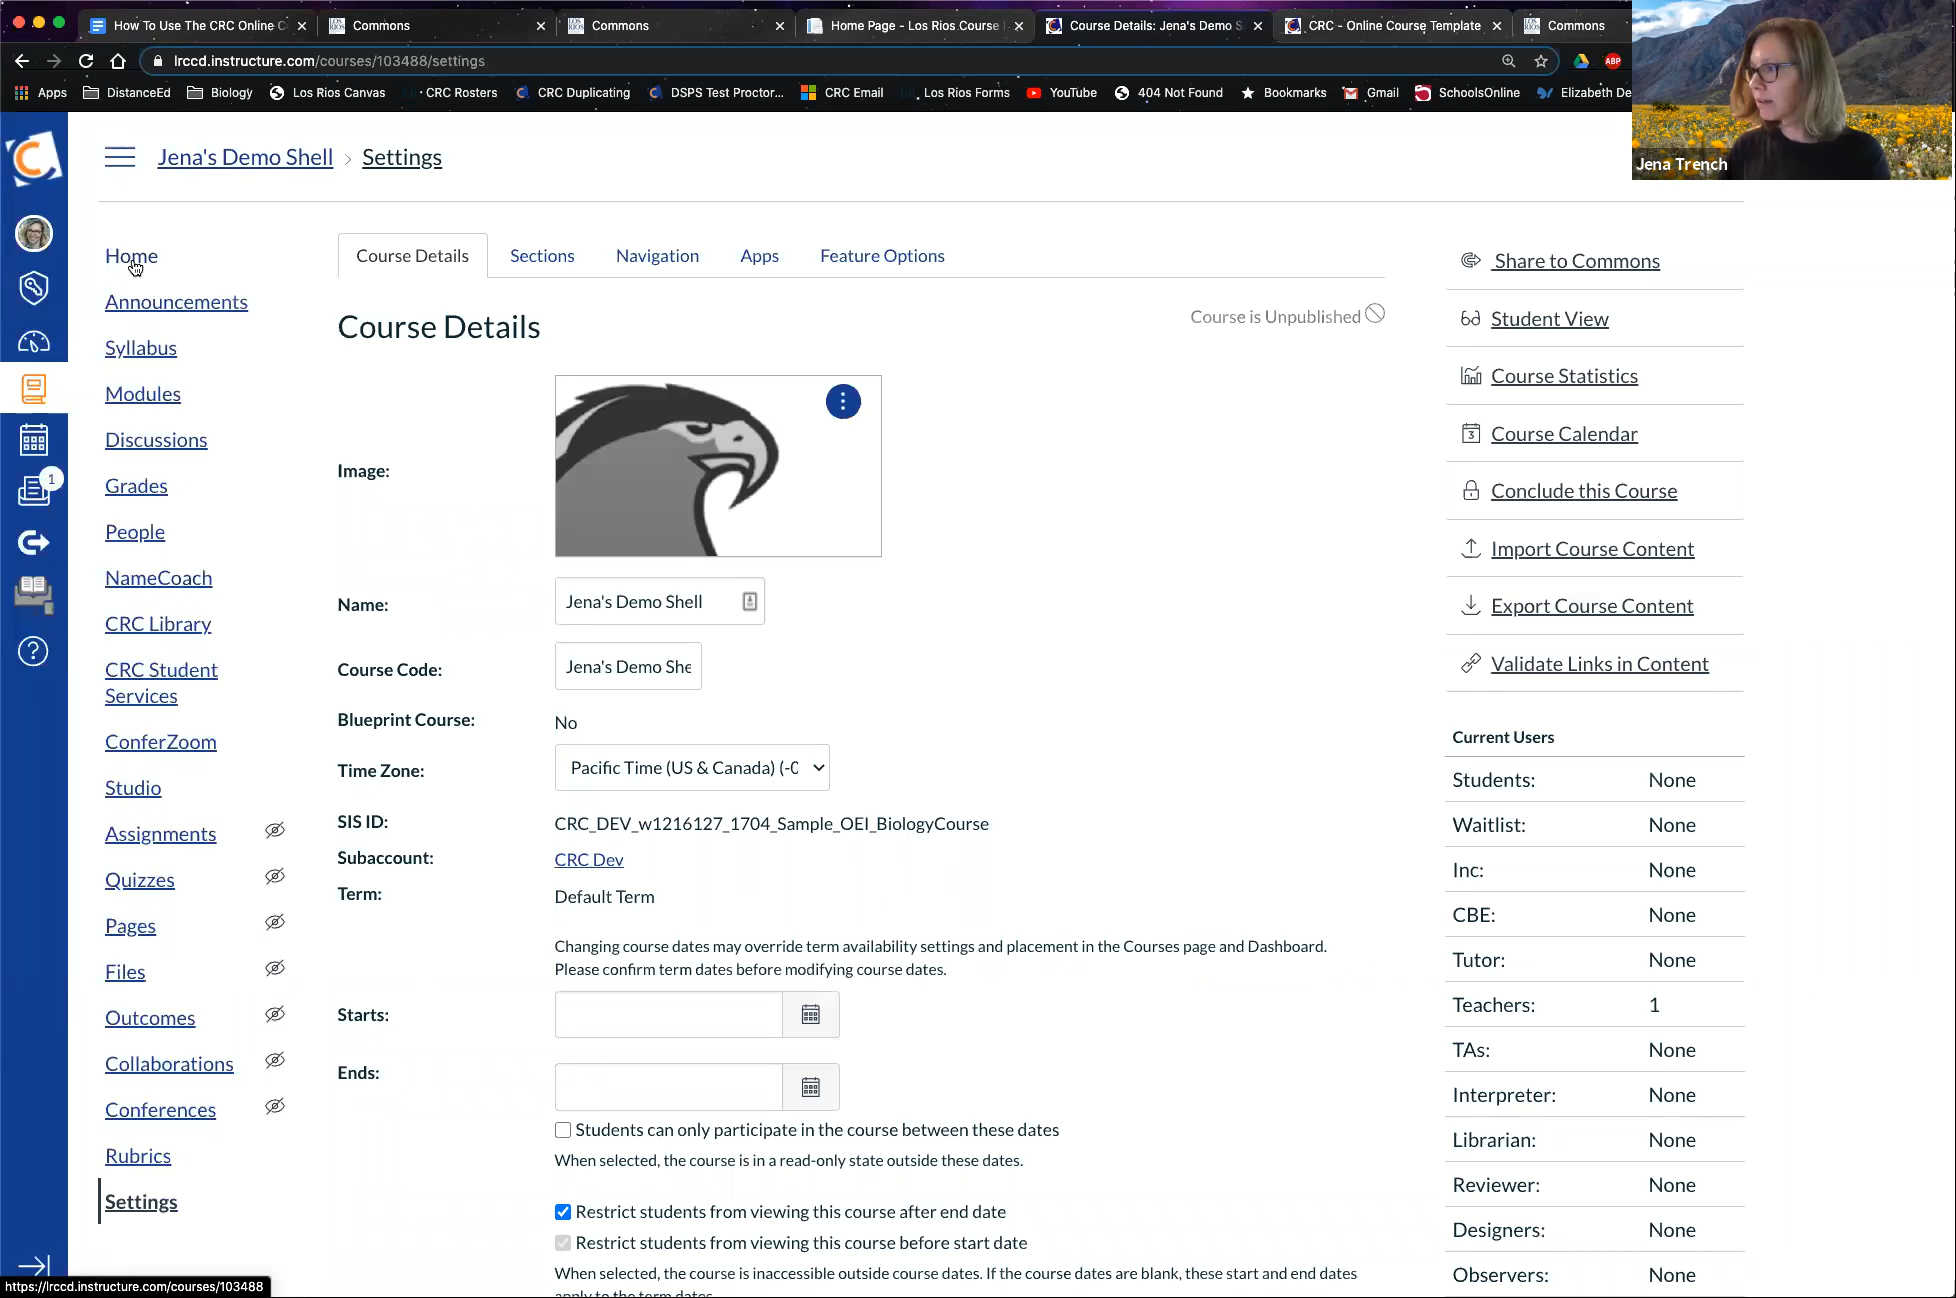 How To Use The CRC Online C
Commons
Commons
Home Page - Los Rios Course
Course Details: Jena's Demo S
CRC - Online Course Template
Commons
lrccd.instructure.com/courses/103488/settings
ABP
Apps
DistanceEd
Biology
Los Rios Canvas
CRC Rosters
CRC Duplicating
DSPS Test Proctor...
CRC Email
Los Rios Forms
YouTube
404 Not Found
Bookmarks
Gmail
SchoolsOnline
Elizabeth De
Jena Trench
Jena's Demo Shell › Settings
1
Home
Announcements
Syllabus
Modules
Discussions
Grades
People
NameCoach
CRC Library
CRC Student
Services
ConferZoom
Studio
Assignments
Quizzes
Pages
Files
Outcomes
Collaborations
Conferences
Rubrics
Settings
Course Details
Sections
Navigation
Apps
Feature Options
Course Details
Course is Unpublished
Image:
Name:
Jena's Demo Shell
Course Code:
Jena's Demo She
Blueprint Course:
No
Time Zone:
Pacific Time (US & Canada) (-0
SIS ID:
CRC_DEV_w1216127_1704_Sample_OEI_BiologyCourse
Subaccount:
CRC Dev
Term:
Default Term
Changing course dates may override term availability settings and placement in the Courses page and Dashboard.
Please confirm term dates before modifying course dates.
Starts:
Ends:
Students can only participate in the course between these dates
When selected, the course is in a read-only state outside these dates.
Restrict students from viewing this course after end date
Restrict students from viewing this course before start date
When selected, the course is inaccessible outside course dates. If the course dates are blank, these start and end dates
apply to the term dates.
Share to Commons
Student View
Course Statistics
3
Course Calendar
Conclude this Course
Import Course Content
Export Course Content
Validate Links in Content
Current Users
Students: None
Waitlist: None
Inc: None
CBE: None
Tutor: None
Teachers: 1
TAs: None
Interpreter: None
Librarian: None
Reviewer: None
Designers: None
Observers: None
https://lrccd.instructure.com/courses/103488